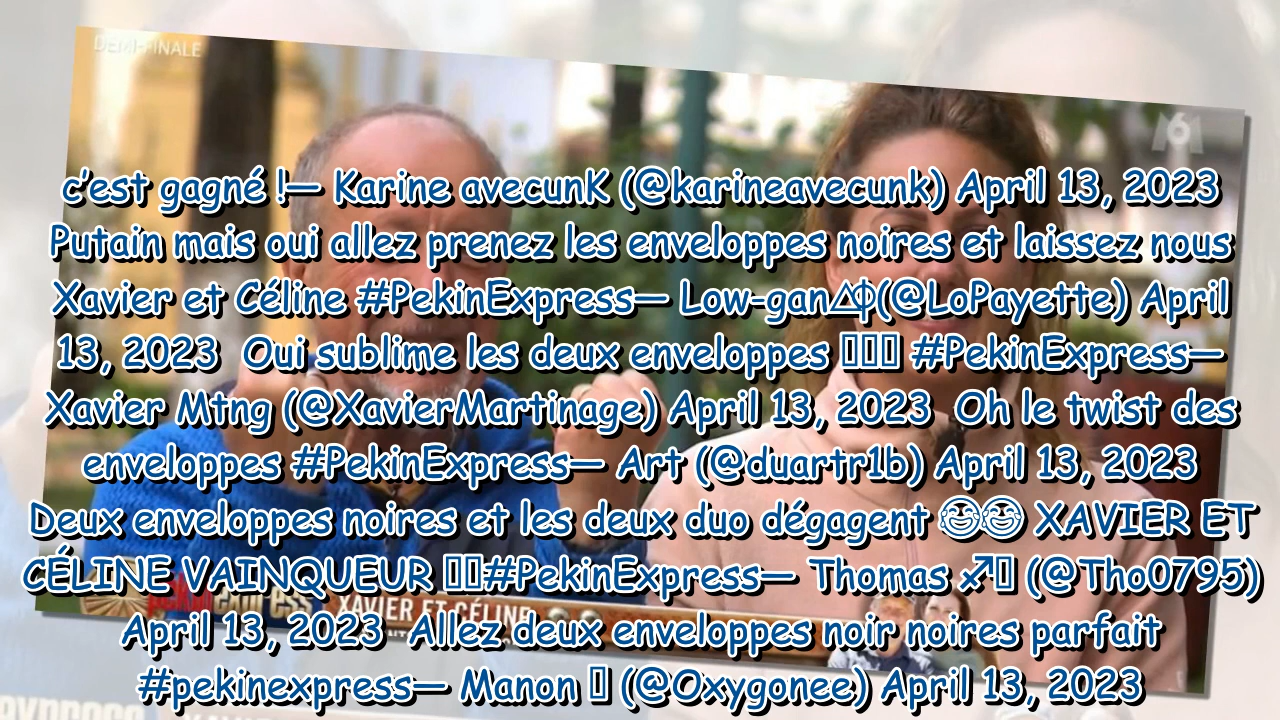 DEMI-FINALE
6
c'est gagné !— Karine avecunK (@karineavecunk) April 13, 2023
Putain mais oui allez prenez les enveloppes noires et laissez nous
Xavier et Céline #PekinExpress— Low-gan△ф(@LoPayette) April
13, 2023 Oui sublime les deux enveloppes ▯▯▯ #PekinExpress—
Xavier Mtng (@XavierMartinage) April 13, 2023 Oh le twist des
enveloppes #PekinExpress— Art (@duartr1b) April 13, 2023
Deux enveloppes noires et les deux duo dégagent 😂😂 XAVIER ET
CÉLINE VAINQUEUR ▯▯#PekinExpress— Thomas ♐▯ (@Tho0795)
pekin express XAVIER ET CÉLINE
April 13, 2023 Allez deux enveloppes noir noires parfait
#pekinexpress— Manon ▯ (@Oxygonee) April 13, 2023